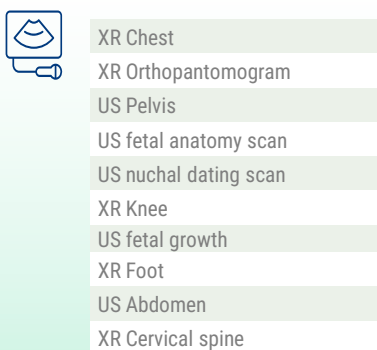 XR Chest
XR Orthopantomogram
US Pelvis
US fetal anatomy scan
US nuchal dating scan
XR Knee
US fetal growth
XR Foot
US Abdomen
XR Cervical spine